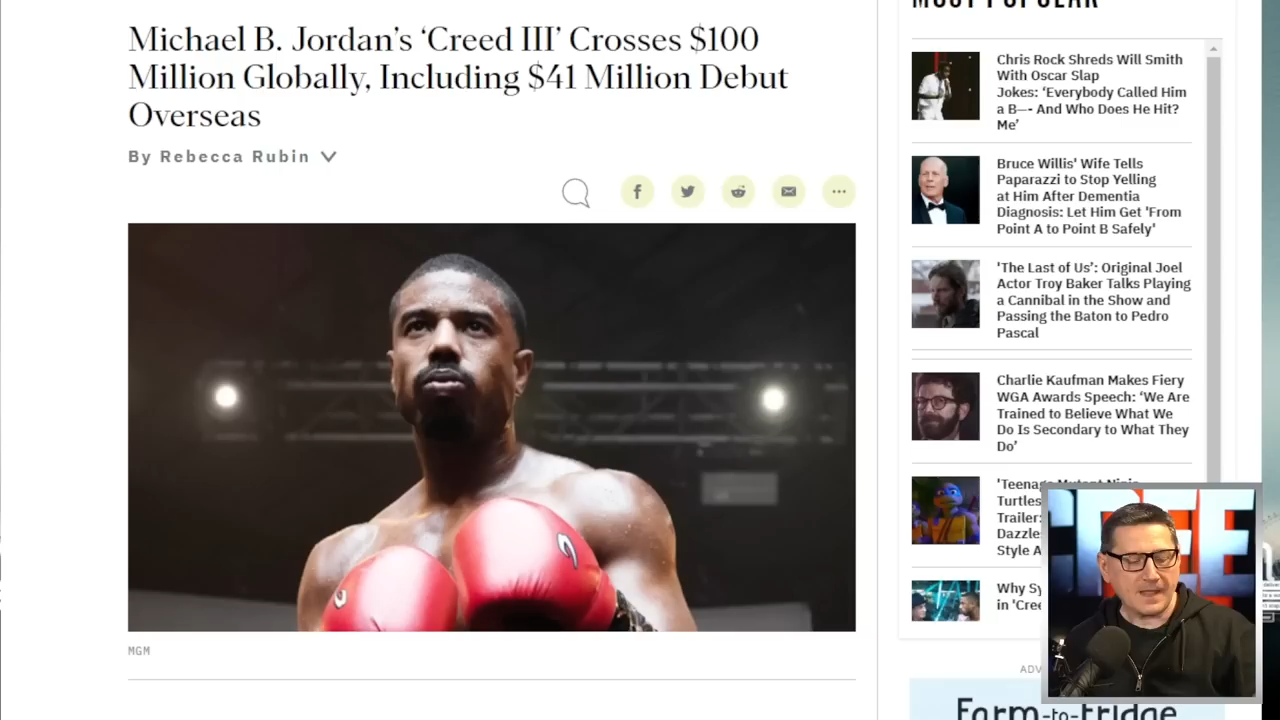 Michael B. Jordan's 'Creed III' Crosses $100
Million Globally, Including $41 Million Debut
Overseas
By Rebecca Rubin
MGM
MOST POPULAR
Chris Rock Shreds Will Smith
With Oscar Slap
Jokes: 'Everybody Called Him
a B—- And Who Does He Hit?
Me'
Bruce Willis' Wife Tells
Paparazzi to Stop Yelling
at Him After Dementia
Diagnosis: Let Him Get 'From
Point A to Point B Safely'
'The Last of Us': Original Joel
Actor Troy Baker Talks Playing
a Cannibal in the Show and
Passing the Baton to Pedro
Pascal
Charlie Kaufman Makes Fiery
WGA Awards Speech: 'We Are
Trained to Believe What We
Do Is Secondary to What They
Do'
'Teenage Mutant Ninja
Turtles
Trailer:
Dazzle
Style A
Why Sy
in 'Cree
ADV
Farm-to-Fridge